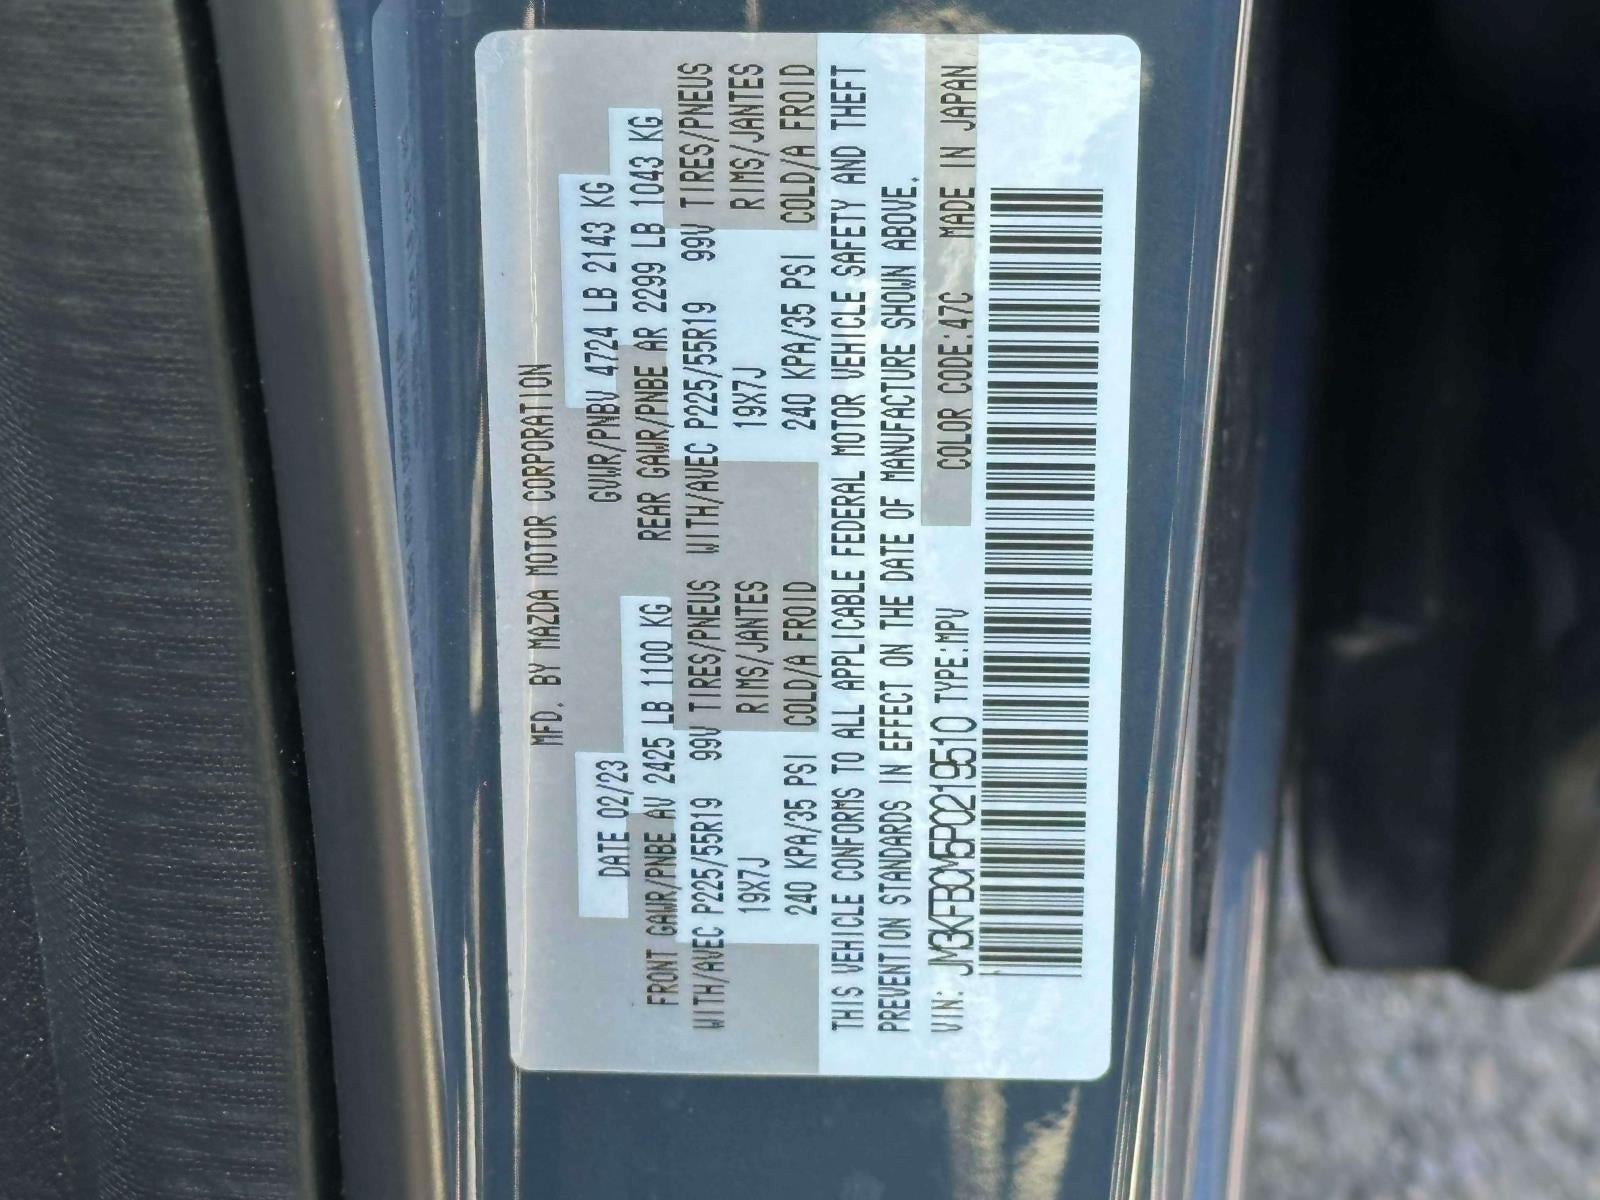 MFD. BY MAZDA MOTOR CORPORATION
DATE 02/23 GVWR/PNBV 4724 LB 2143 KG
FRONT GAWR/PNBE AV 2425 LB 1100 KG REAR GAWR/PNBE AR 2299 LB 1043 KG
WITH/AVEC P225/55R19 99V TIRES/PNEUS WITH/AVEC P225/55R19 99V TIRES/PNEUS
19X7J RIMS/JANTES 19X7J RIMS/JANTES
240 KPA/35 PSI COLD/A FROID 240 KPA/35 PSI COLD/A FROID
THIS VEHICLE CONFORMS TO ALL APPLICABLE FEDERAL MOTOR VEHICLE SAFETY AND THEFT
PREVENTION STANDARDS IN EFFECT ON THE DATE OF MANUFACTURE SHOWN ABOVE.
VIN: JM3KFBCM5P0219510 TYPE:MPV COLOR CODE:47C MADE IN JAPAN